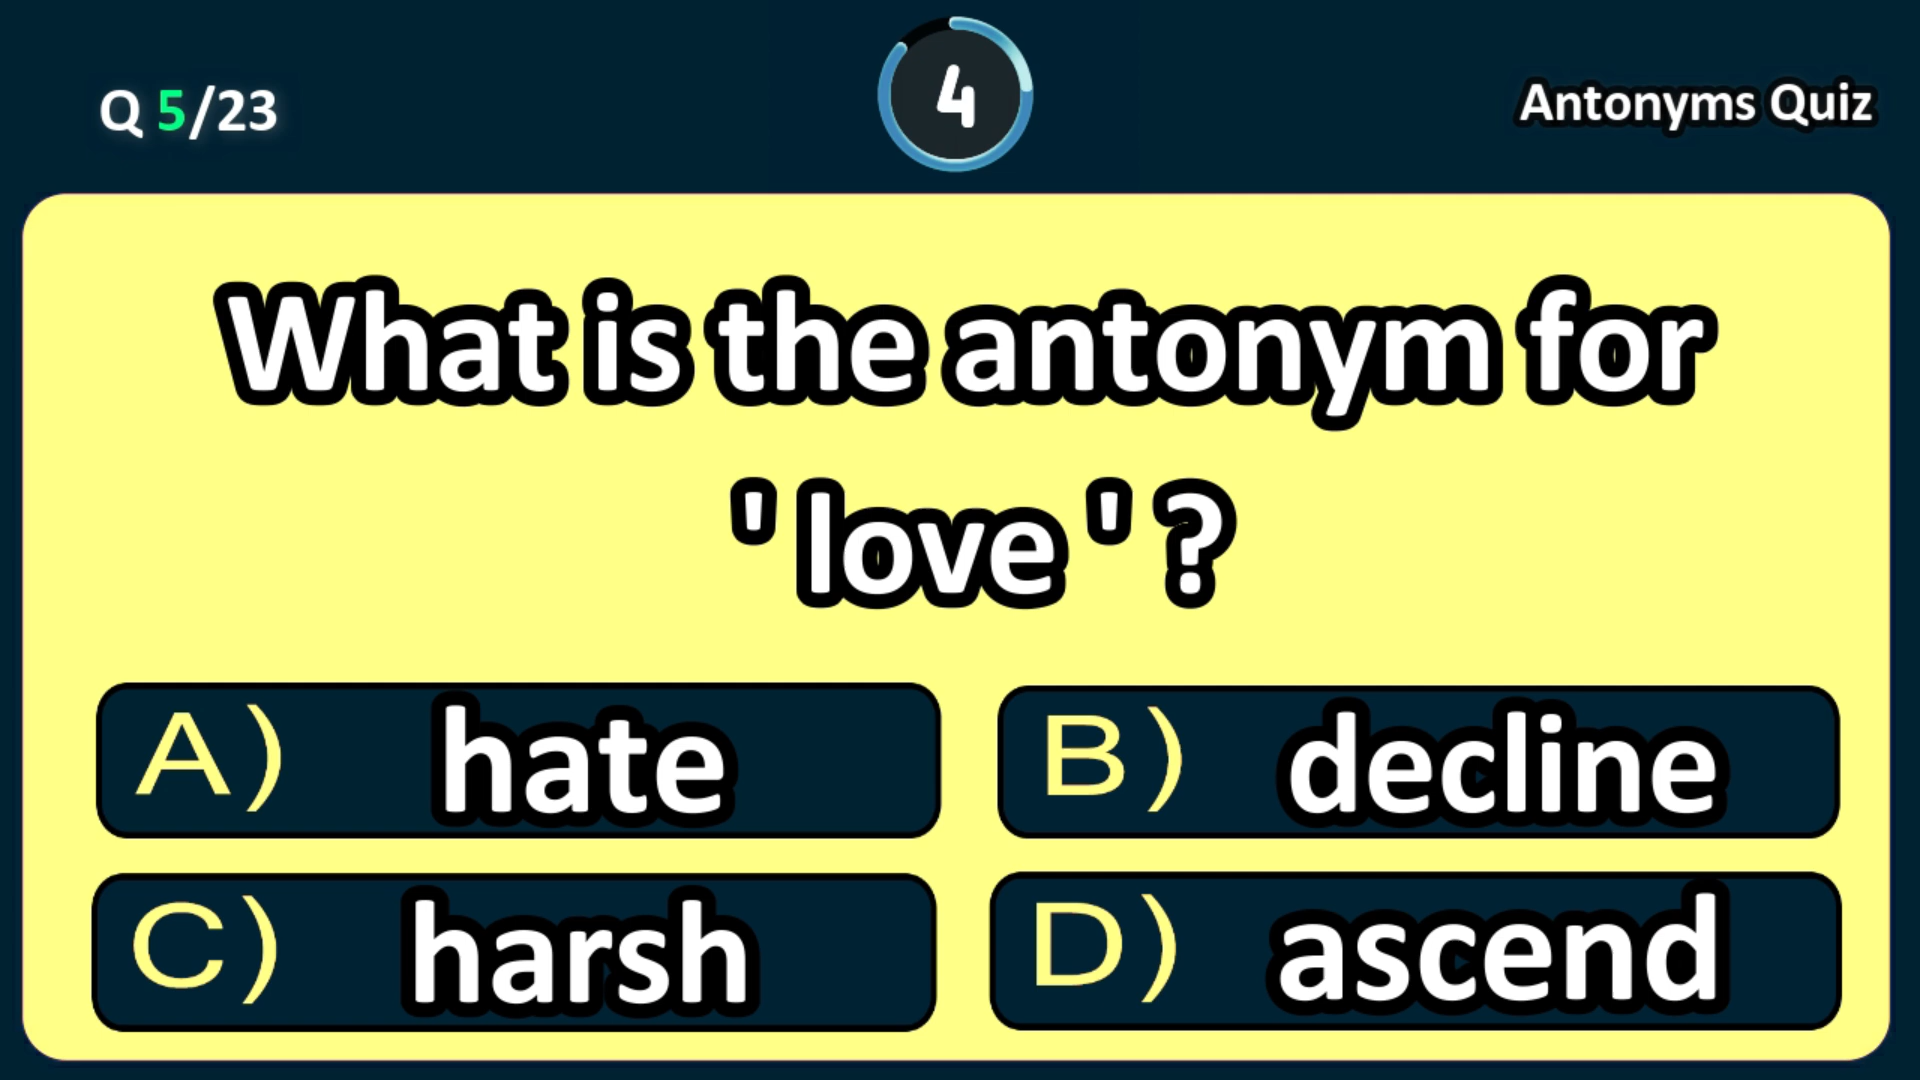 Q 5/23
4
Antonyms Quiz
What is the antonym for
' love ' ?
A) hate
B) decline
C) harsh
D) ascend